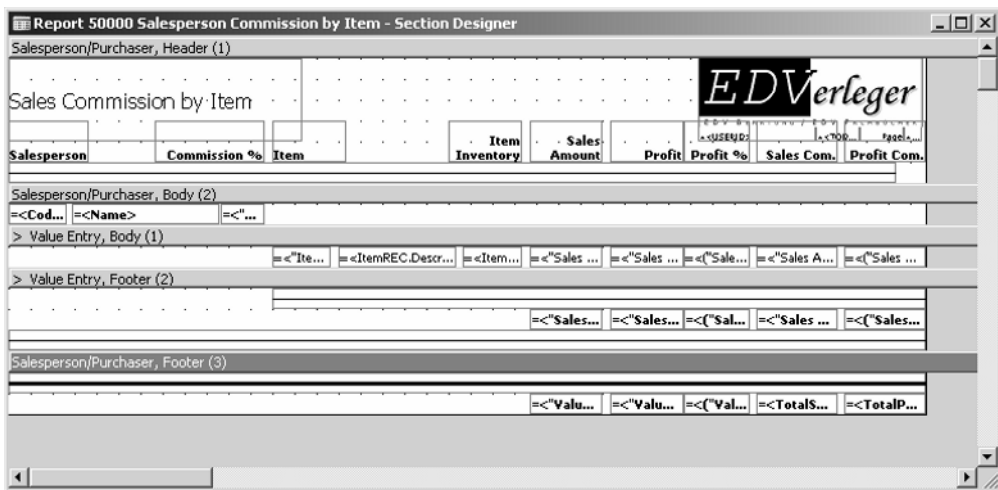 Report 50000 Salesperson Commission by Item - Section Designer
Salesperson/Purchaser, Header (1)
Sales Commission by Item
EDVerleger
=<USERID>
Item Sales
Salesperson Commission % Item Inventory Amount Profit Profit % Sales Com. Profit Com.
Salesperson/Purchaser, Body (2)
=<Cod... =<Name> =<"...
> Value Entry, Body (1)
=<"Ite... =<ItemREC.Descr... =<Item... =<"Sales ... =<"Sales ... =<("Sale... =<"Sales A... =<("Sales ...
> Value Entry, Footer (2)
=<"Sales... =<"Sales... =<("Sal... =<"Sales ... =<("Sales...
Salesperson/Purchaser, Footer (3)
=<"Valu... =<"Valu... =<("Val... =<TotalS... =<TotalP...